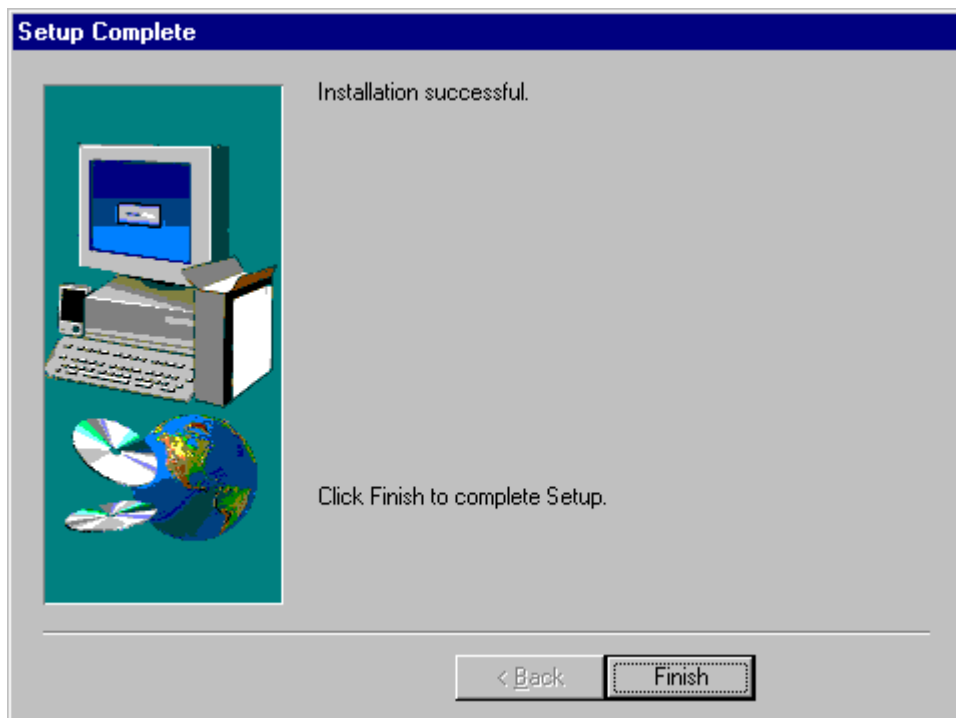 Setup Complete
Installation successful.
Click Finish to complete Setup.
< Back
Finish